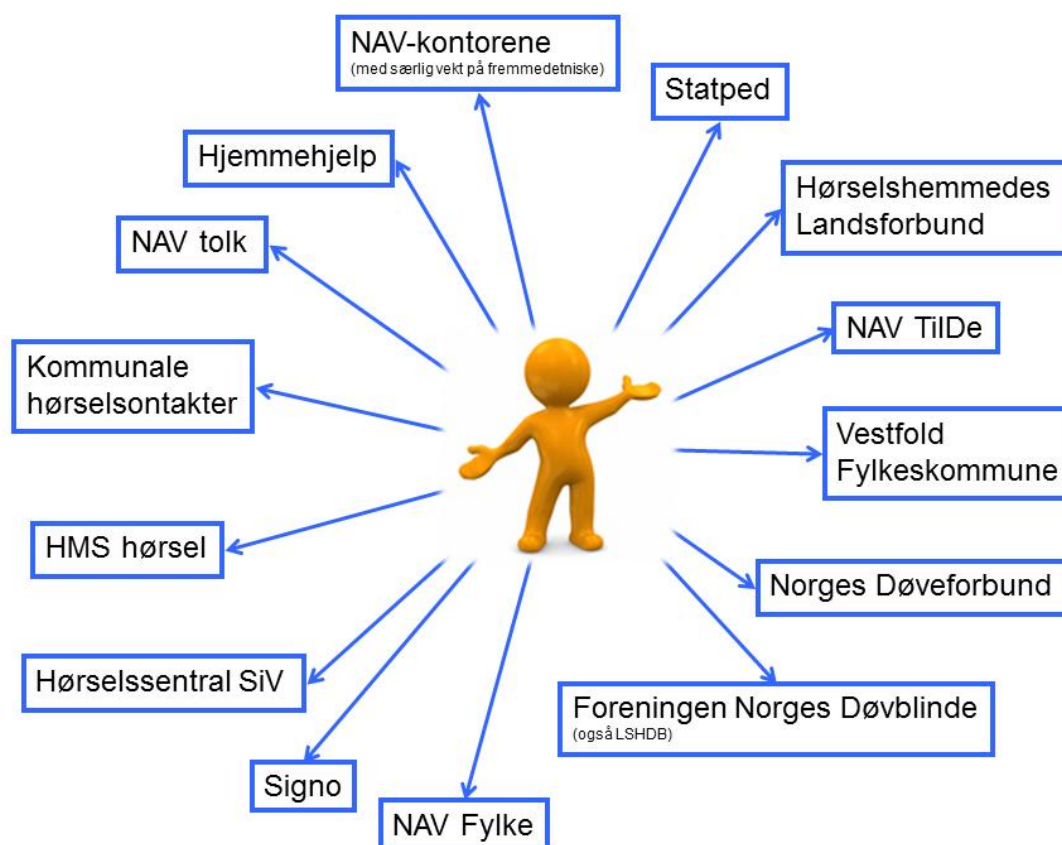 NAV-kontorene
(med særlig vekt på fremmedetniske)
Statped
Hjemmehjelp
Hørselshemmedes
Landsforbund
NAV tolk
NAV TilDe
Kommunale
hørselsontakter
Vestfold
Fylkeskommune
HMS hørsel
Norges Døveforbund
Hørselssentral SiV
Foreningen Norges Døvblinde
(også LSHDB)
Signo
NAV Fylke